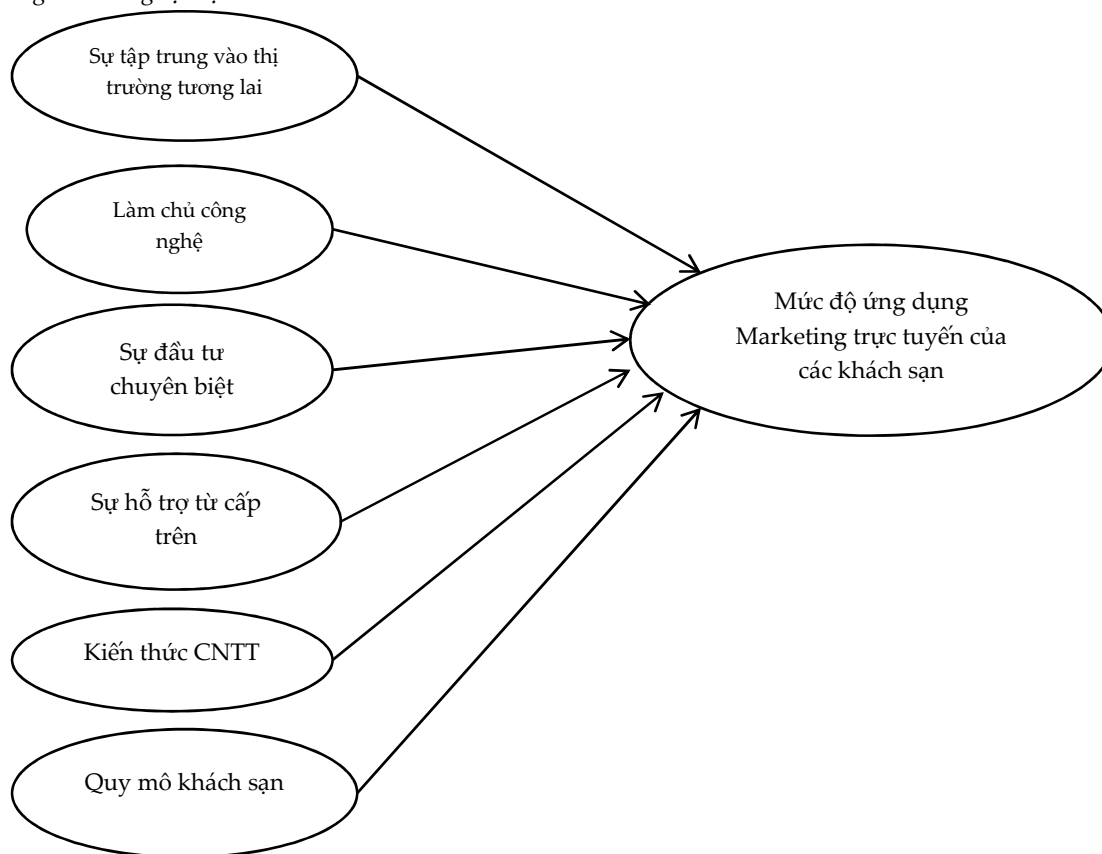 Sự tập trung vào thị
trường tương lai
Làm chủ công
nghệ
Sự đầu tư
chuyên biệt
Sự hỗ trợ từ cấp
trên
Kiến thức CNTT
Quy mô khách sạn
Mức độ ứng dụng
Marketing trực tuyến của
các khách sạn